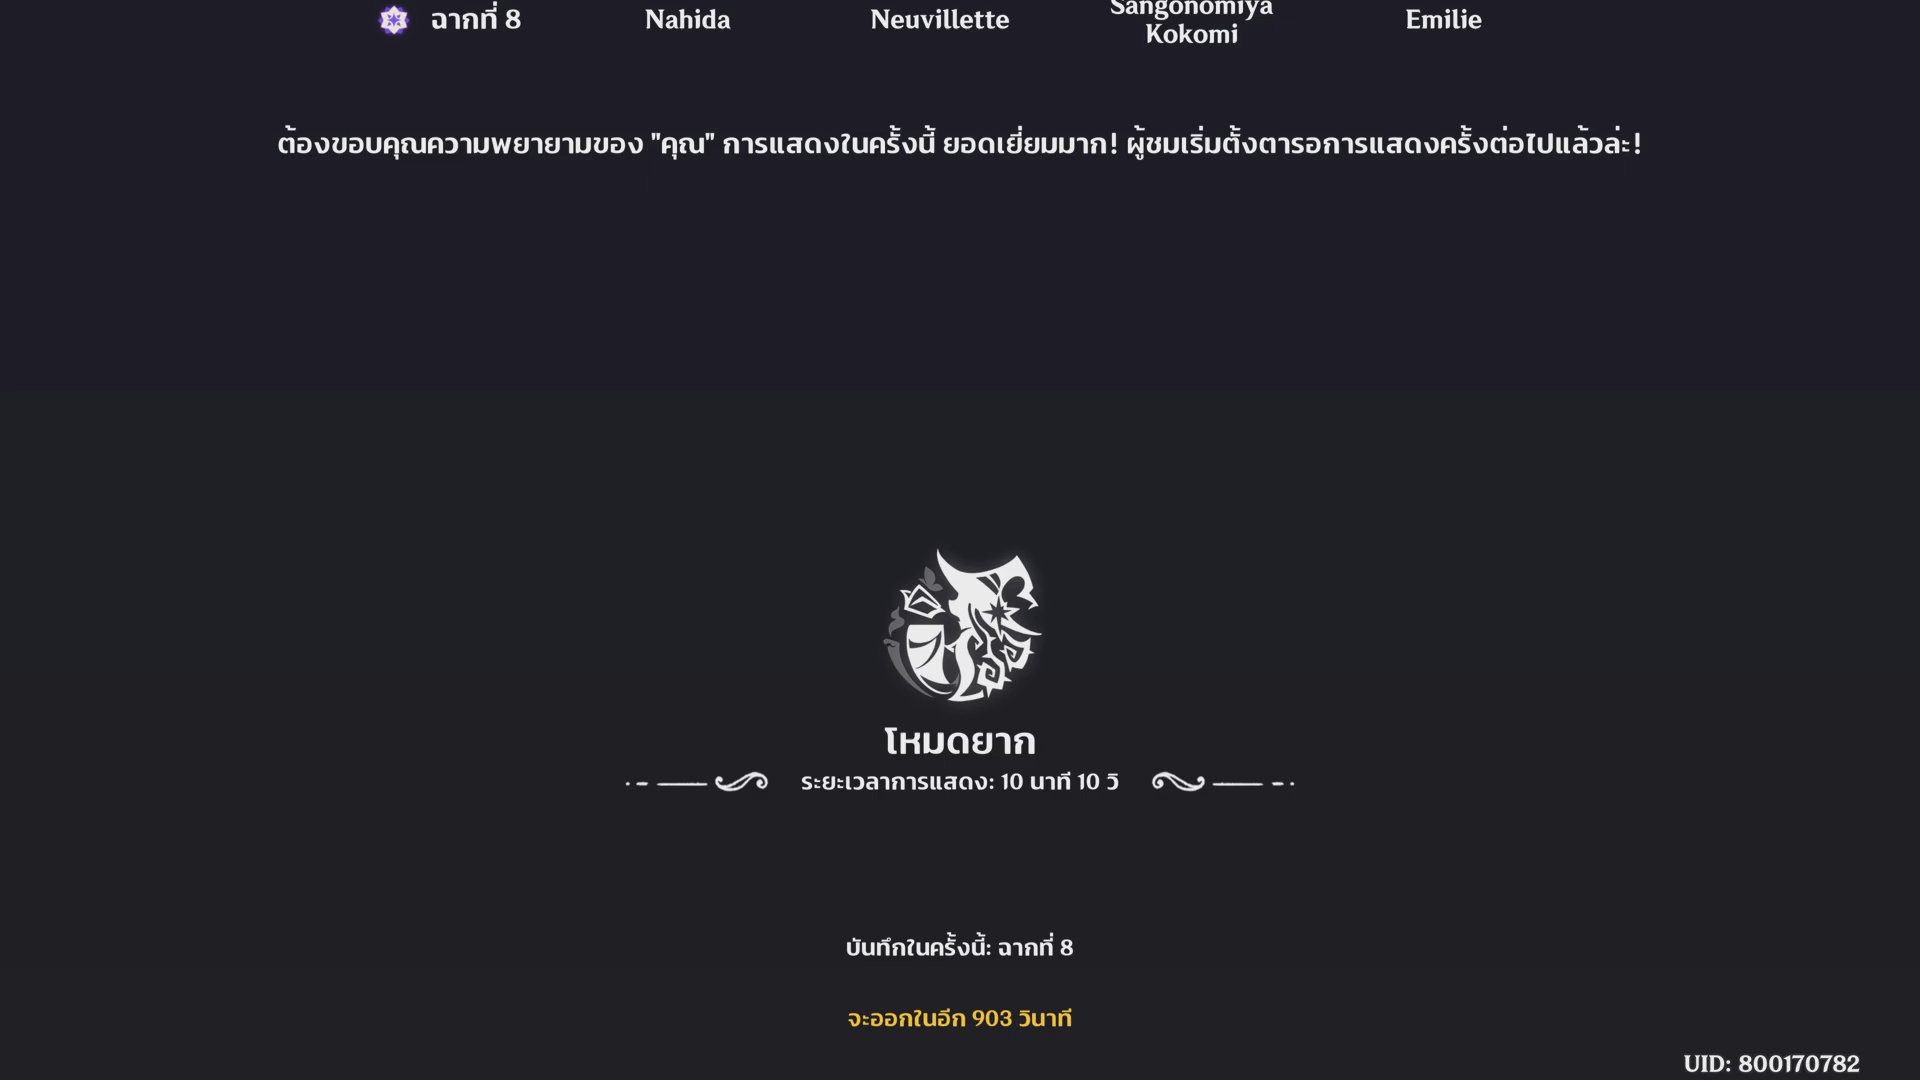 ฉากที่ 8 Nahida Neuvillette Sangonomiya Kokomi Emilie
ต้องขอบคุณความพยายามของ "คุณ" การแสดงในครั้งนี้ ยอดเยี่ยมมาก! ผู้ชมเริ่มตั้งตารอการแสดงครั้งต่อไปแล้วล่ะ!
โหมดยาก
ระยะเวลาการแสดง: 10 นาที 10 วิ
บันทึกในครั้งนี้: ฉากที่ 8
จะออกในอีก 903 วินาที
UID: 800170782